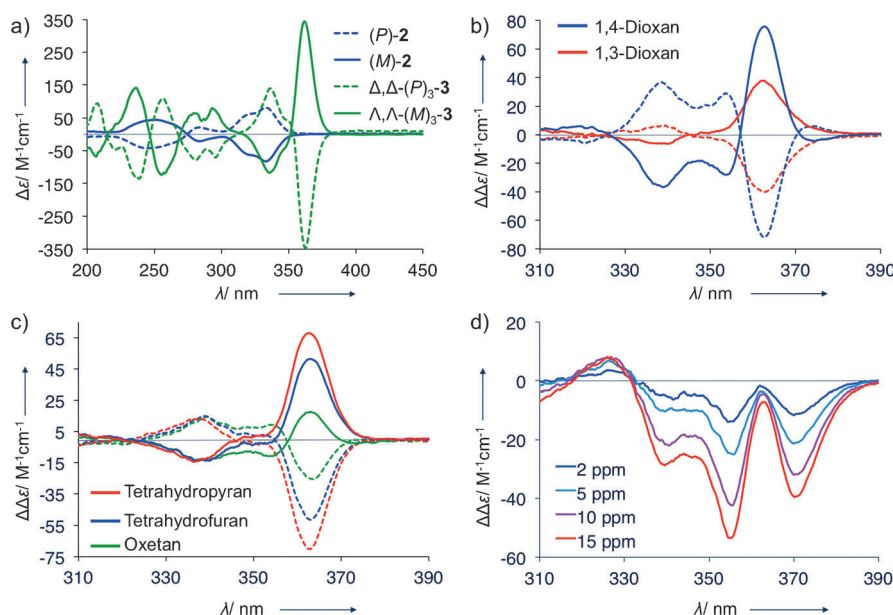 a)
350
250
150
50
-50
-150
-250
-350
Δε/ M⁻¹cm⁻¹
(P)-2
(M)-2
Δ,Δ-(P)₃-3
Λ,Λ-(M)₃-3
200 250 300 350 400 450
λ/ nm
b)
80
60
40
20
0
-20
-40
-60
-80
ΔΔε/ M⁻¹cm⁻¹
1,4-Dioxan
1,3-Dioxan
310 330 350 370 390
λ/ nm
c)
65
45
25
5
-15
-35
-55
-75
ΔΔε/ M⁻¹cm⁻¹
Tetrahydropyran
Tetrahydrofuran
Oxetan
310 330 350 370 390
λ/ nm
d)
20
0
-20
-40
-60
ΔΔε/ M⁻¹cm⁻¹
2 ppm
5 ppm
10 ppm
15 ppm
310 330 350 370 390
λ/ nm